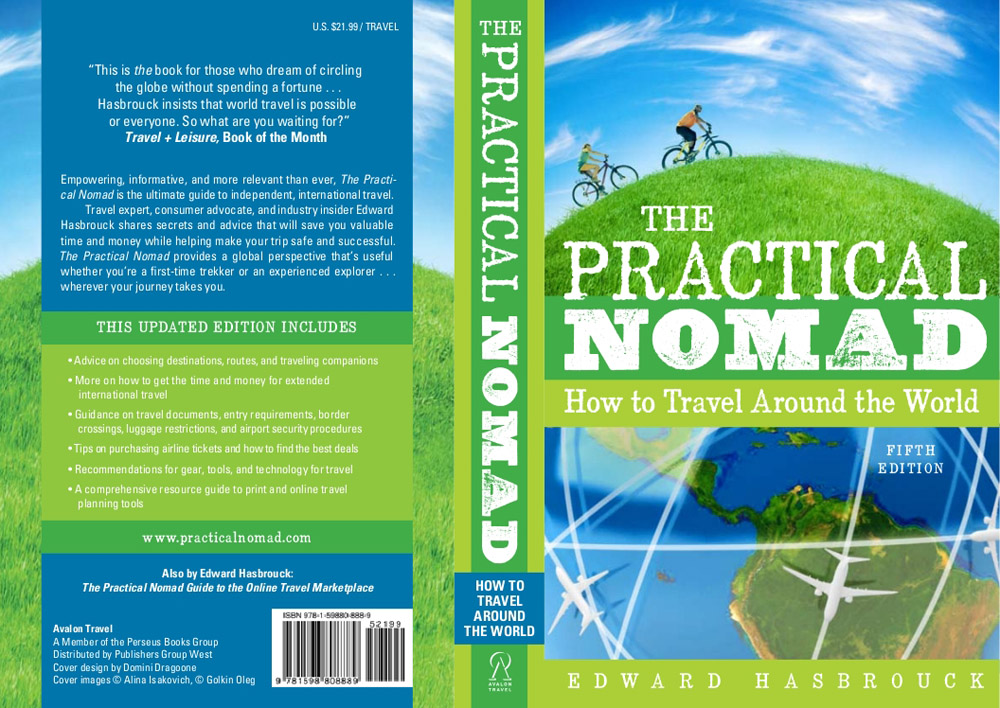 U.S. $21.99 / TRAVEL
“This is the book for those who dream of circling
the globe without spending a fortune . . .
Hasbrouck insists that world travel is possible
or everyone. So what are you waiting for?”
Travel + Leisure, Book of the Month
Empowering, informative, and more relevant than ever, The Practi-
cal Nomad is the ultimate guide to independent, international travel.
Travel expert, consumer advocate, and industry insider Edward
Hasbrouck shares secrets and advice that will save you valuable
time and money while helping make your trip safe and successful.
The Practical Nomad provides a global perspective that’s useful
whether you’re a first-time trekker or an experienced explorer . . .
wherever your journey takes you.
THIS UPDATED EDITION INCLUDES
• Advice on choosing destinations, routes, and traveling companions
• More on how to get the time and money for extended
international travel
• Guidance on travel documents, entry requirements, border
crossings, luggage restrictions, and airport security procedures
• Tips on purchasing airline tickets and how to find the best deals
• Recommendations for gear, tools, and technology for travel
• A comprehensive resource guide to print and online travel
planning tools
www.practicalnomad.com
Also by Edward Hasbrouck:
The Practical Nomad Guide to the Online Travel Marketplace
Avalon Travel
A Member of the Perseus Books Group
Distributed by Publishers Group West
Cover design by Domini Dragoone
Cover images © Alina Isakovich, © Golkin Oleg
ISBN 978-1-59880-888-9
52199
9 781598 808889
THE
PRACTICAL
NOMAD
HOW TO
TRAVEL
AROUND
THE WORLD
AVALON
TRAVEL
THE
PRACTICAL
NOMAD
How to Travel Around the World
FIFTH
EDITION
EDWARD HASBROUCK